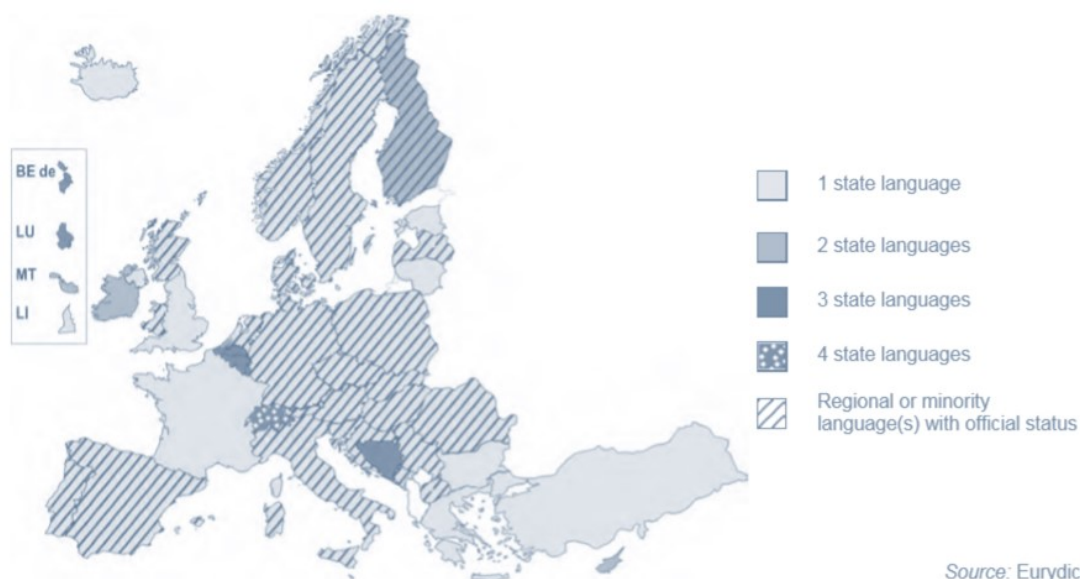 BE de
LU
MT
LI
1 state language
2 state languages
3 state languages
4 state languages
Regional or minority
language(s) with official status
Source: Eurydic